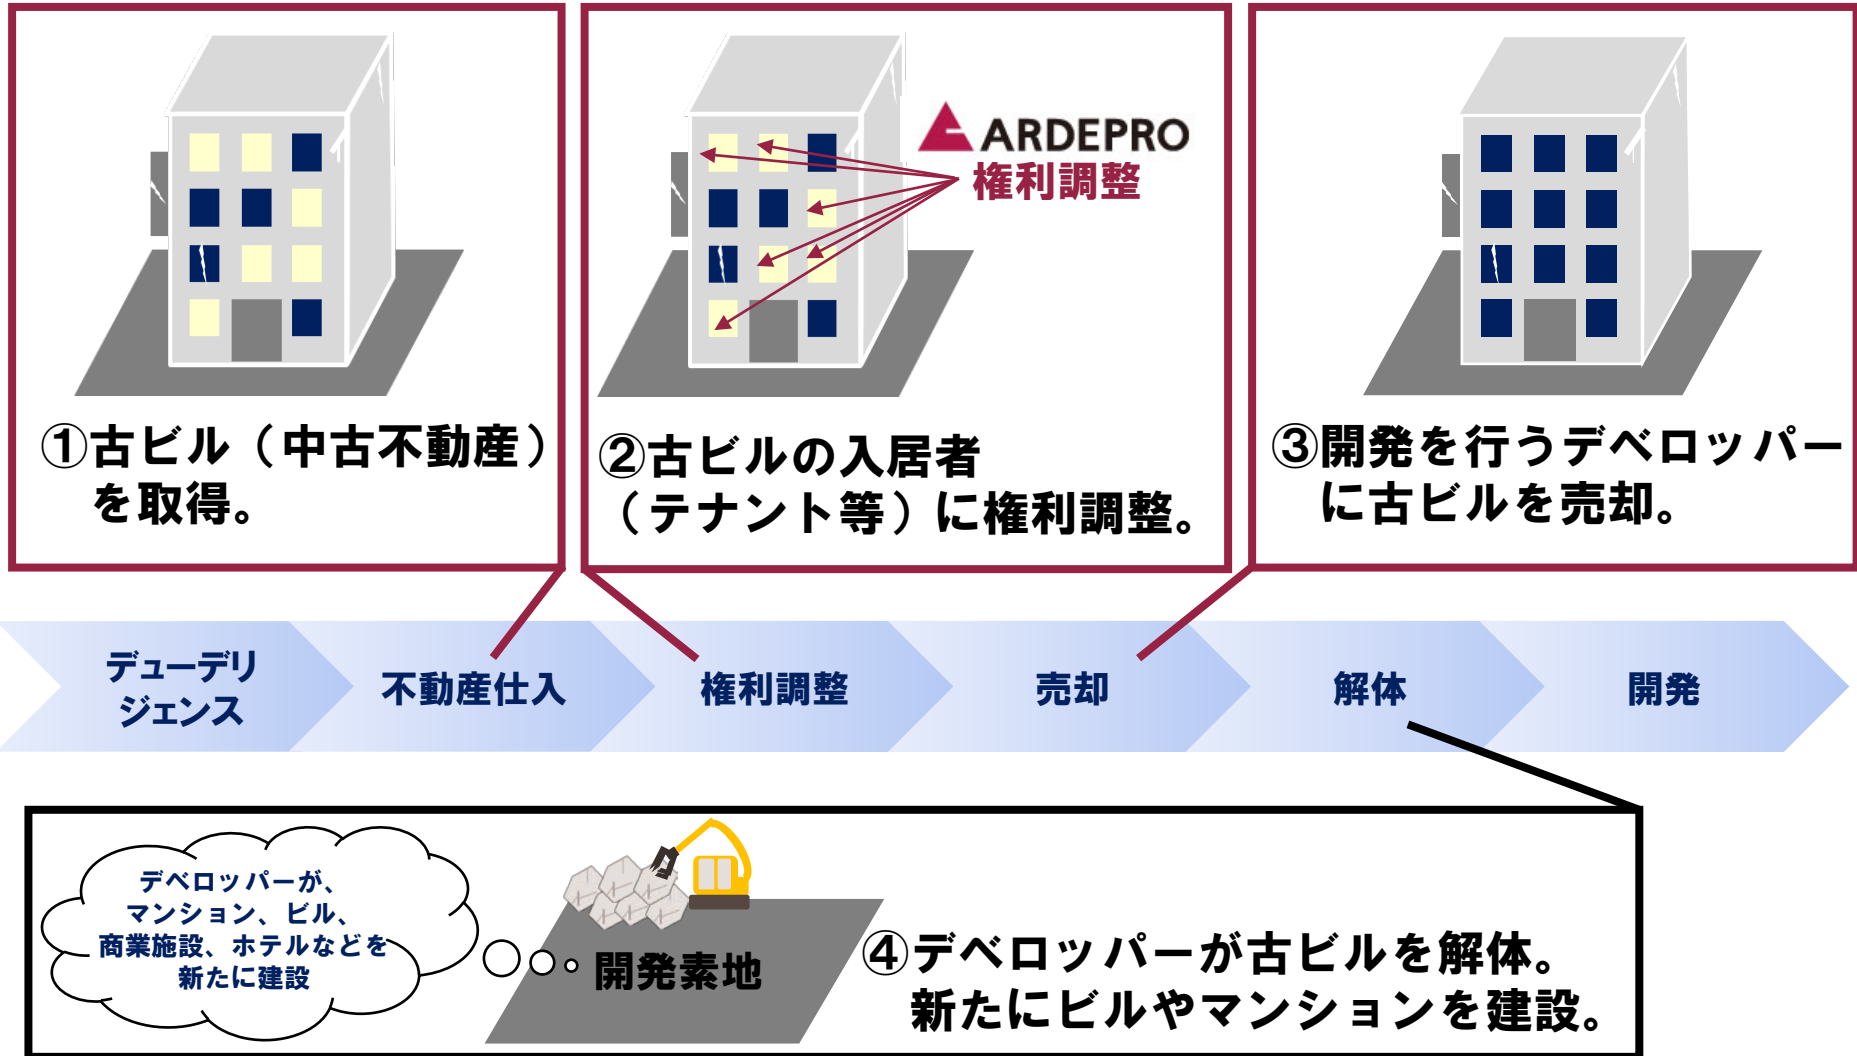 ARDEPRO
権利調整
①古ビル（中古不動産）
を取得。
②古ビルの入居者
（テナント等）に権利調整。
③開発を行うデベロッパー
に古ビルを売却。
デューデリ
ジェンス
不動産仕入
権利調整
売却
解体
開発
デベロッパーが、
マンション、ビル、
商業施設、ホテルなどを
新たに建設
開発素地
④デベロッパーが古ビルを解体。
新たにビルやマンションを建設。